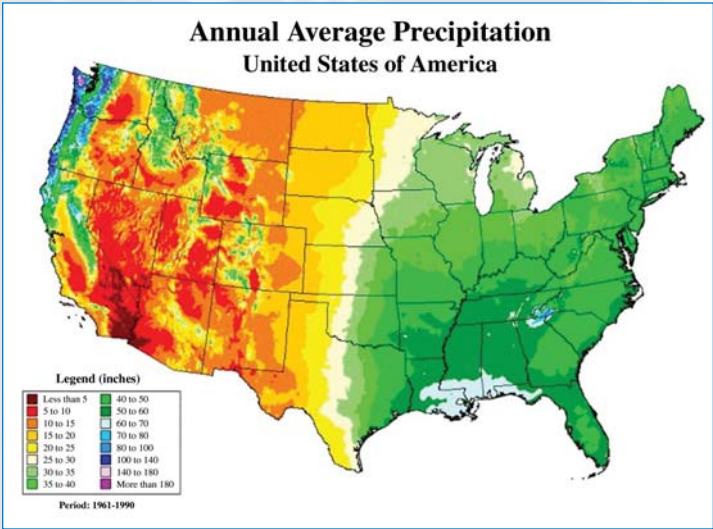 Annual Average Precipitation
United States of America
Legend (inches)
Less than 5
5 to 10
10 to 15
15 to 20
20 to 25
25 to 30
30 to 35
35 to 40
40 to 50
50 to 60
60 to 70
70 to 80
80 to 100
100 to 140
140 to 180
More than 180
Period: 1961-1990